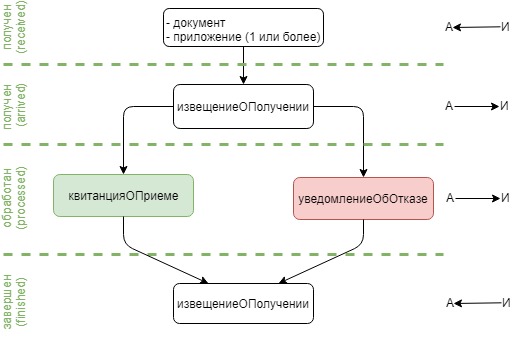 получен
(received)
- документ
- приложение (1 или более)
А
И
получен
(arrived)
извещениеОПолучении
А
И
обработан
(processed)
квитанцияОПриеме
уведомлениеОбОтказе
А
И
завершен
(finished)
извещениеОПолучении
А
И